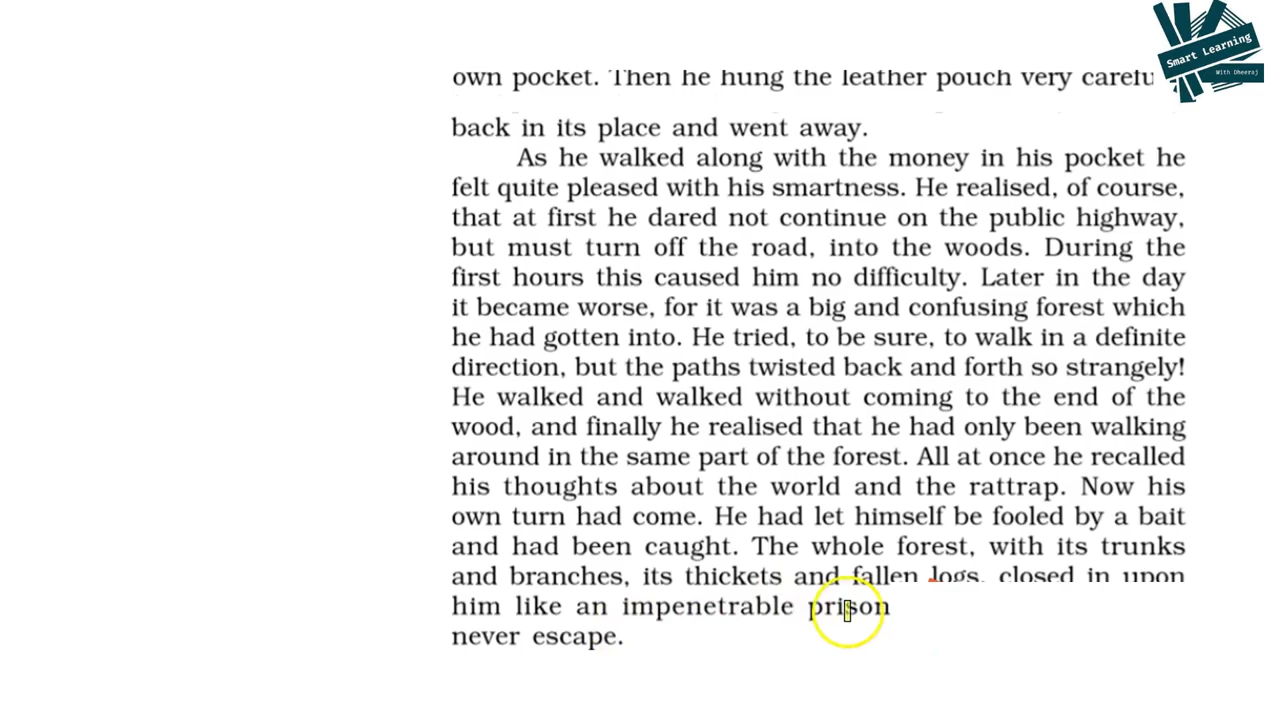 Smart Learning
With Dheeraj
own pocket. Then he hung the leather pouch very carefu
back in its place and went away.
As he walked along with the money in his pocket he
felt quite pleased with his smartness. He realised, of course,
that at first he dared not continue on the public highway,
but must turn off the road, into the woods. During the
first hours this caused him no difficulty. Later in the day
it became worse, for it was a big and confusing forest which
he had gotten into. He tried, to be sure, to walk in a definite
direction, but the paths twisted back and forth so strangely!
He walked and walked without coming to the end of the
wood, and finally he realised that he had only been walking
around in the same part of the forest. All at once he recalled
his thoughts about the world and the rattrap. Now his
own turn had come. He had let himself be fooled by a bait
and had been caught. The whole forest, with its trunks
and branches, its thickets and fallen logs, closed in upon
him like an impenetrable prison
never escape.